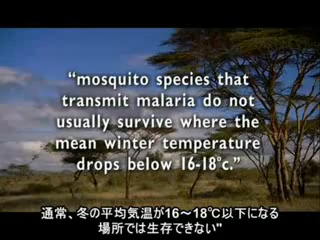 “mosquito species that
transmit malaria do not
usually survive where the
mean winter temperature
drops below 16-18°c.”
通常、冬の平均気温が16～18℃以下になる
場所では生存できない"